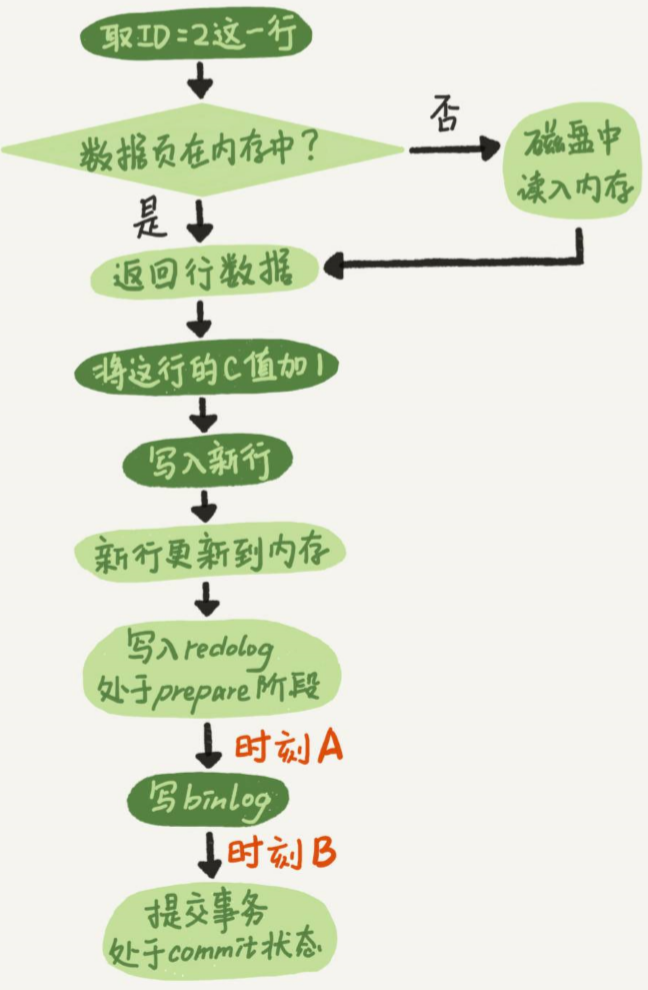 取ID=2这一行
数据页在内存中?
否
磁盘中
读入内存
是
返回行数据
将这行的C值加1
写入新行
新行更新到内存
写入redolog
处于prepare阶段
时刻A
写binlog
时刻B
提交事务
处于commit状态